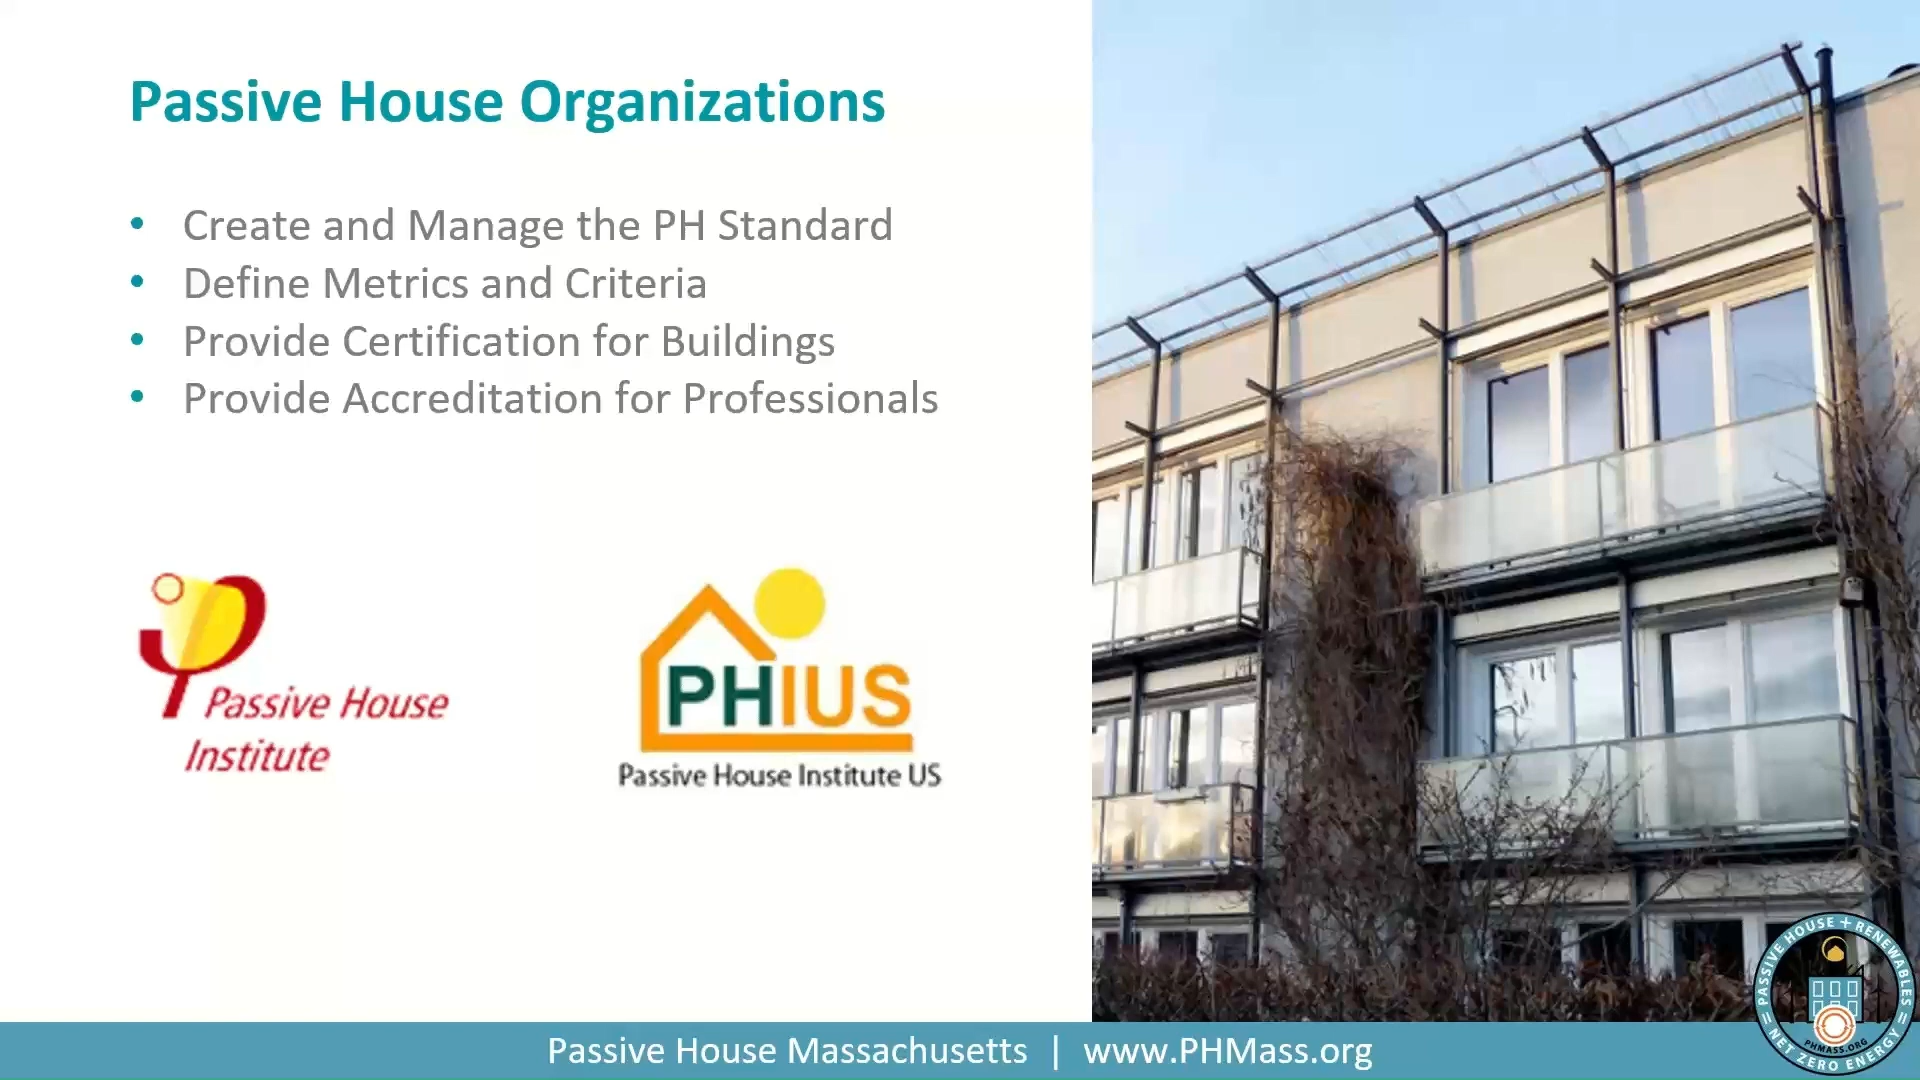 Passive House Organizations
• Create and Manage the PH Standard
• Define Metrics and Criteria
• Provide Certification for Buildings
• Provide Accreditation for Professionals
Passive House
Institute
PHIUS
Passive House Institute US
PASSIVE HOUSE + RENEWABLES
= NET ZERO ENERGY =
PHMASS.ORG
Passive House Massachusetts | www.PHMass.org